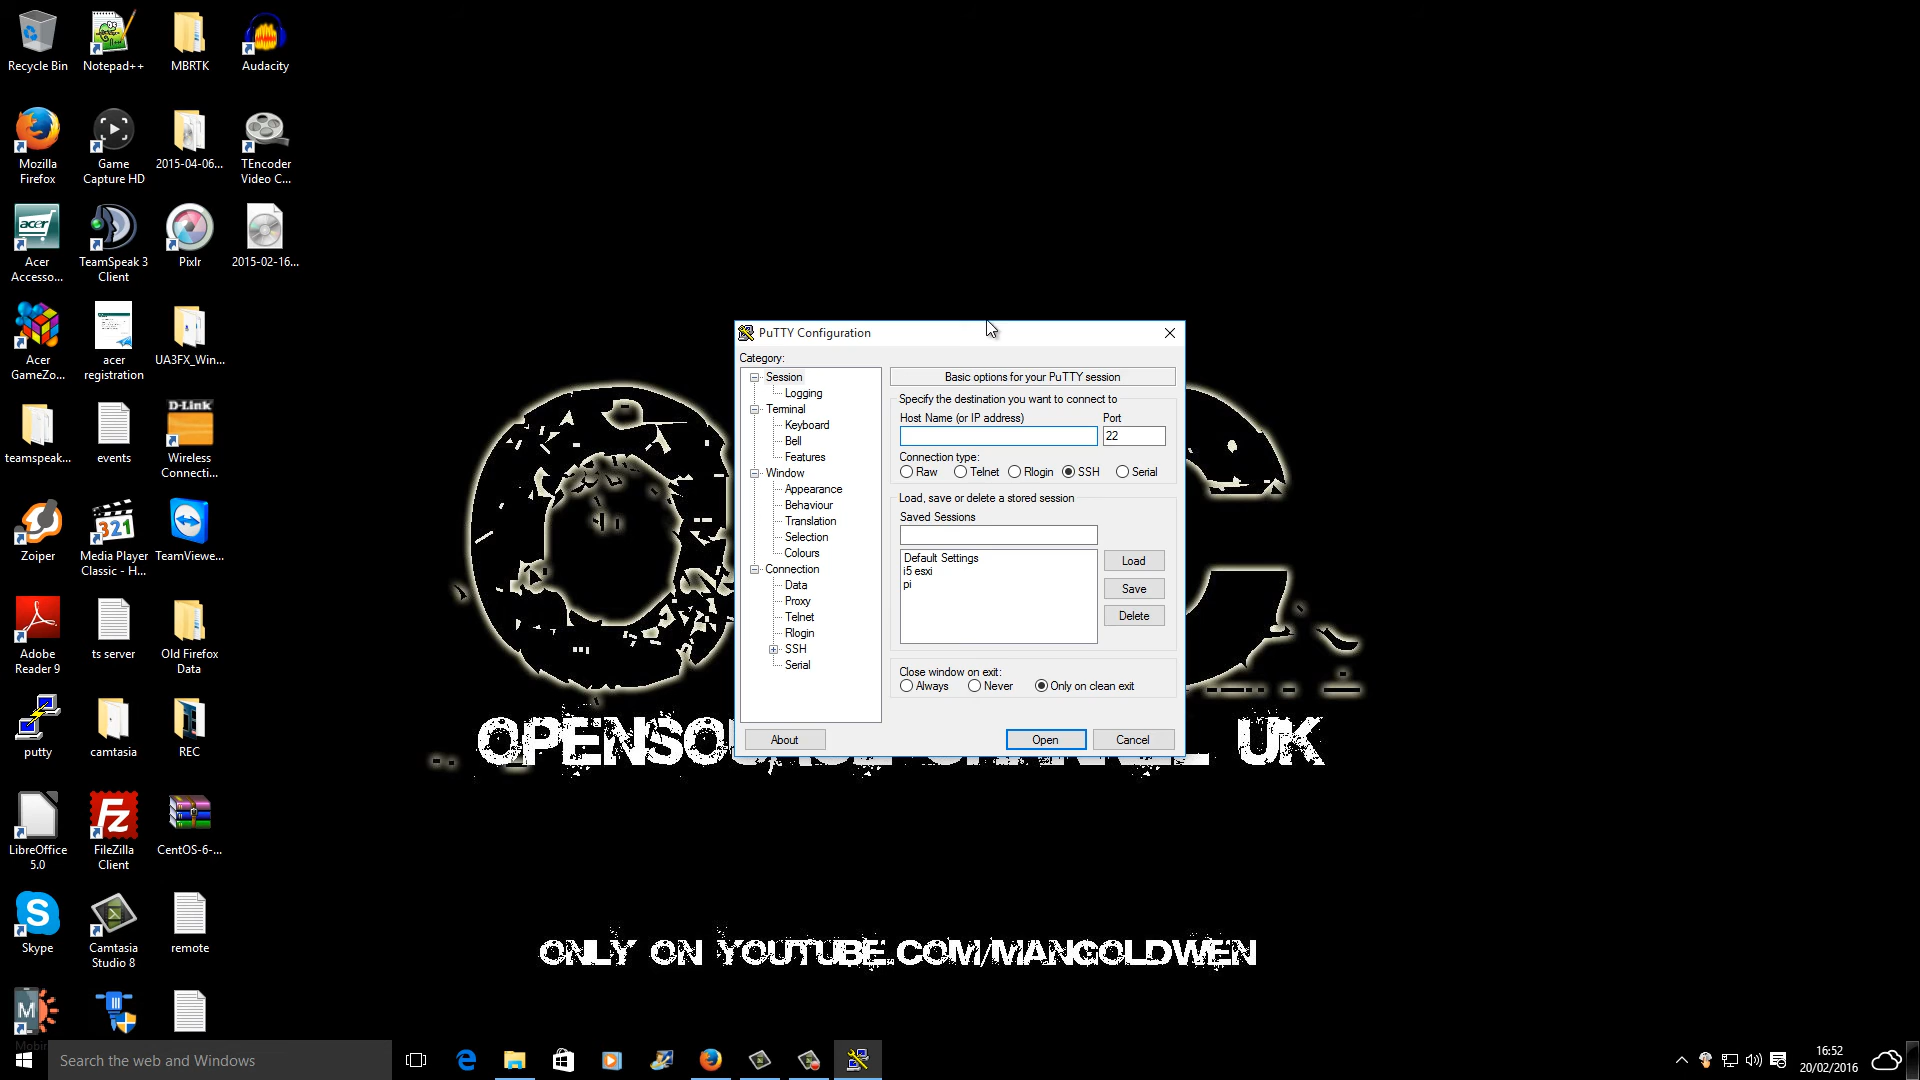 Recycle Bin
Notepad++
MBRTK
Audacity
Mozilla
Firefox
Game
Capture HD
2015-04-06...
TEncoder
Video C...
acer
Acer
Accesso...
TeamSpeak 3
Client
Pixlr
2015-02-16...
Acer
GameZo...
acer
registration
UA3FX_Win...
teamspeak...
events
D-Link
Wireless
Connecti...
Zoiper
321
Media Player
Classic - H...
TeamViewe...
Adobe
Reader 9
ts server
Old Firefox
Data
putty
camtasia
REC
LibreOffice
5.0
FileZilla
Client
CentOS-6-...
Skype
Camtasia
Studio 8
remote
PuTTY Configuration
Category:
Session
Logging
Terminal
Keyboard
Bell
Features
Window
Appearance
Behaviour
Translation
Selection
Colours
Connection
Data
Proxy
Telnet
Rlogin
SSH
Serial
Basic options for your PuTTY session
Specify the destination you want to connect to
Host Name (or IP address)
Port
22
Connection type:
Raw
Telnet
Rlogin
SSH
Serial
Load, save or delete a stored session
Saved Sessions
Default Settings
i5 esxi
pi
Load
Save
Delete
Close window on exit:
Always
Never
Only on clean exit
About
Open
Cancel
UK
ONLY ON YOUTUBE.COM/MANGOLDWEN
Search the web and Windows
16:52
20/02/2016